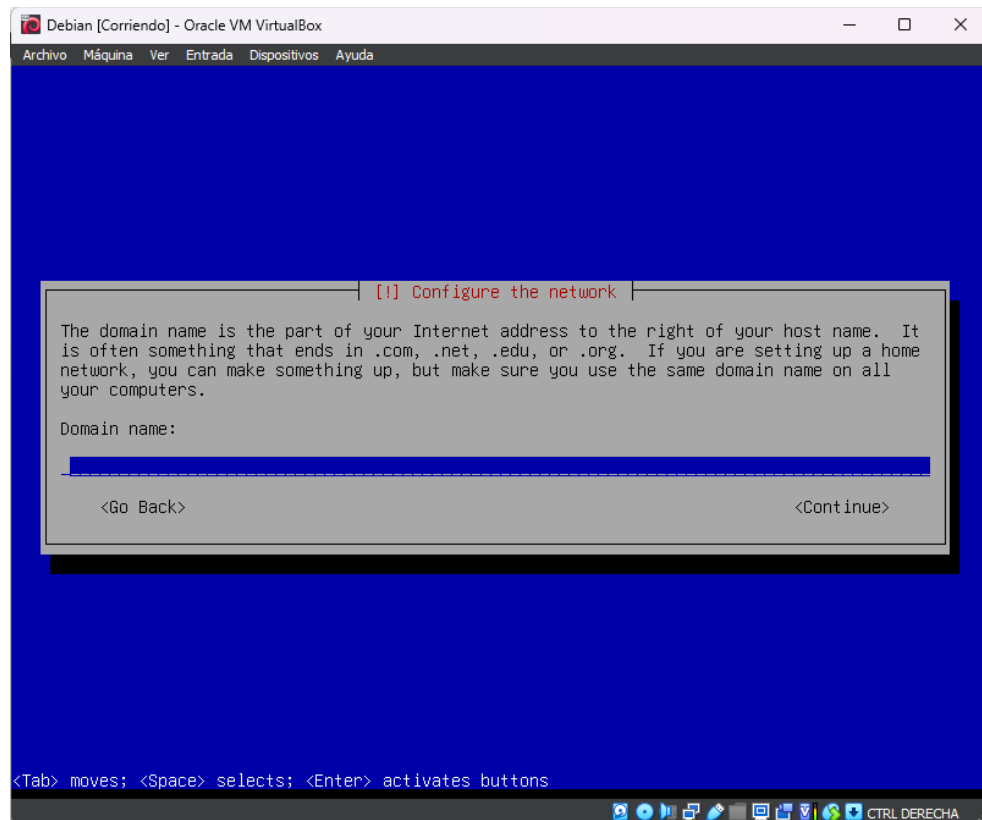 Debian [Corriendo] - Oracle VM VirtualBox
Archivo Máquina Ver Entrada Dispositivos Ayuda
[!] Configure the network
The domain name is the part of your Internet address to the right of your host name. It
is often something that ends in .com, .net, .edu, or .org. If you are setting up a home
network, you can make something up, but make sure you use the same domain name on all
your computers.
Domain name:
<Go Back> <Continue>
<Tab> moves; <Space> selects; <Enter> activates buttons
CTRL DERECHA